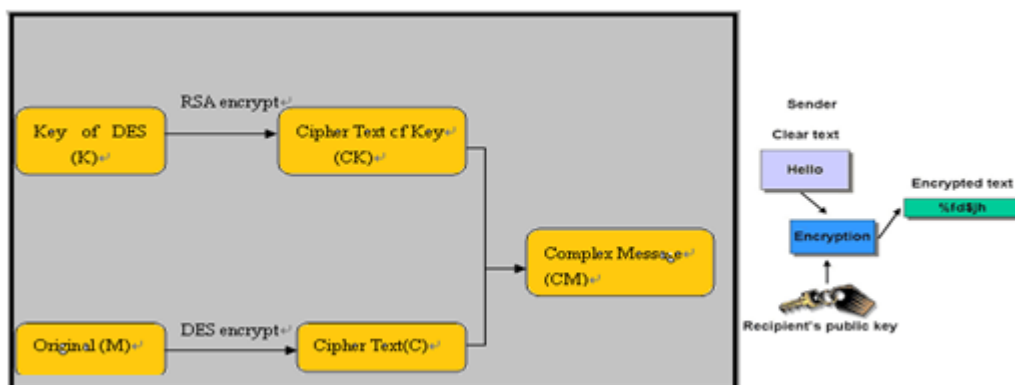 RSA encrypt↵
Key of DES
(K)↵
Cipher Text cf Key↵
(CK)↵
Complex Message↵
(CM)↵
DES encrypt↵
Original (M)↵
Cipher Text(C)↵
Sender
Clear text
Hello
Encrypted text
%fd$jh
Encryption
Recipient's public key